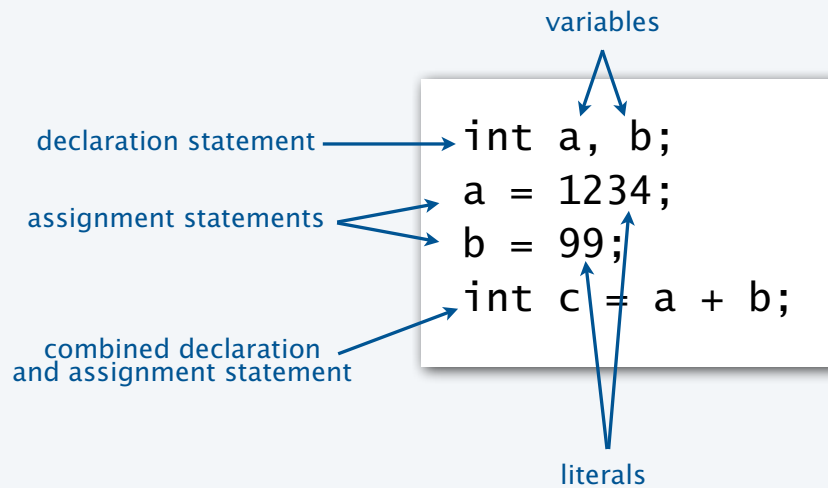 variables
declaration statement
int a, b;
a = 1234;
assignment statements
b = 99;
int c = a + b;
combined declaration
and assignment statement
literals